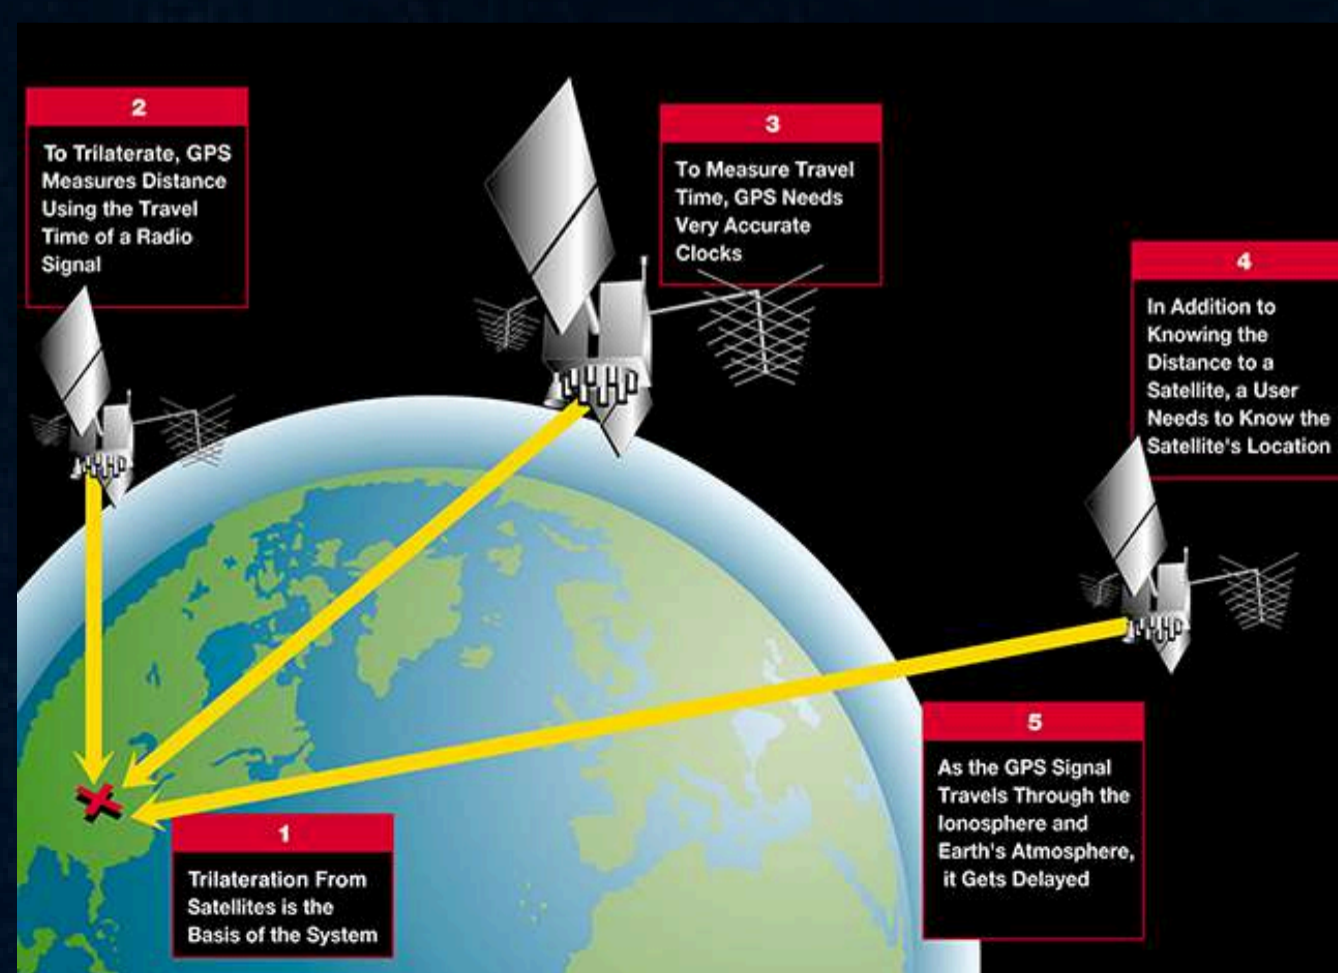 2
To Trilaterate, GPS
Measures Distance
Using the Travel
Time of a Radio
Signal
3
To Measure Travel
Time, GPS Needs
Very Accurate
Clocks
4
In Addition to
Knowing the
Distance to a
Satellite, a User
Needs to Know the
Satellite's Location
5
As the GPS Signal
Travels Through the
Ionosphere and
Earth's Atmosphere,
it Gets Delayed
1
Trilateration From
Satellites is the
Basis of the System